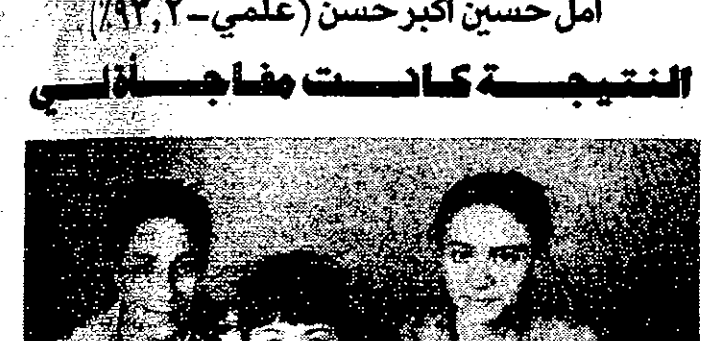 امل حسين اكبر حسن (علمي - ٩٣,٢٪)
النتيجة كانت مفاجأة لي